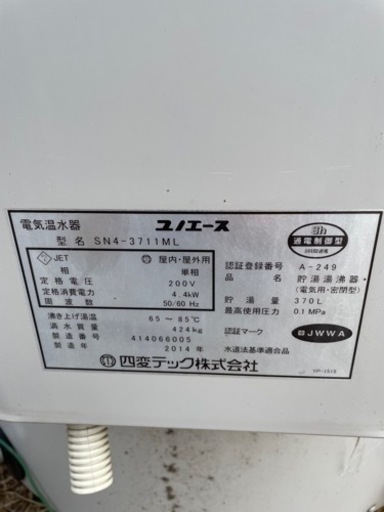 電気温水器
ユノエース
型名 SN4-3711ML
8h
通電制御型
JET 屋内・屋外用
相 単相
定格電圧 200V
定格消費電力 4.4kW
周波数 50/60 Hz
沸き上げ湯温 65～85℃
満水質量 424kg
製造番号 414066005
製造年 2014年
認証登録番号 A-249
貯湯湯沸器
(電気用・密閉型)
貯湯量 370L
最高使用圧力 0.1MPa
認証マーク JWWA
水道法基準適合品
四変テック株式会社